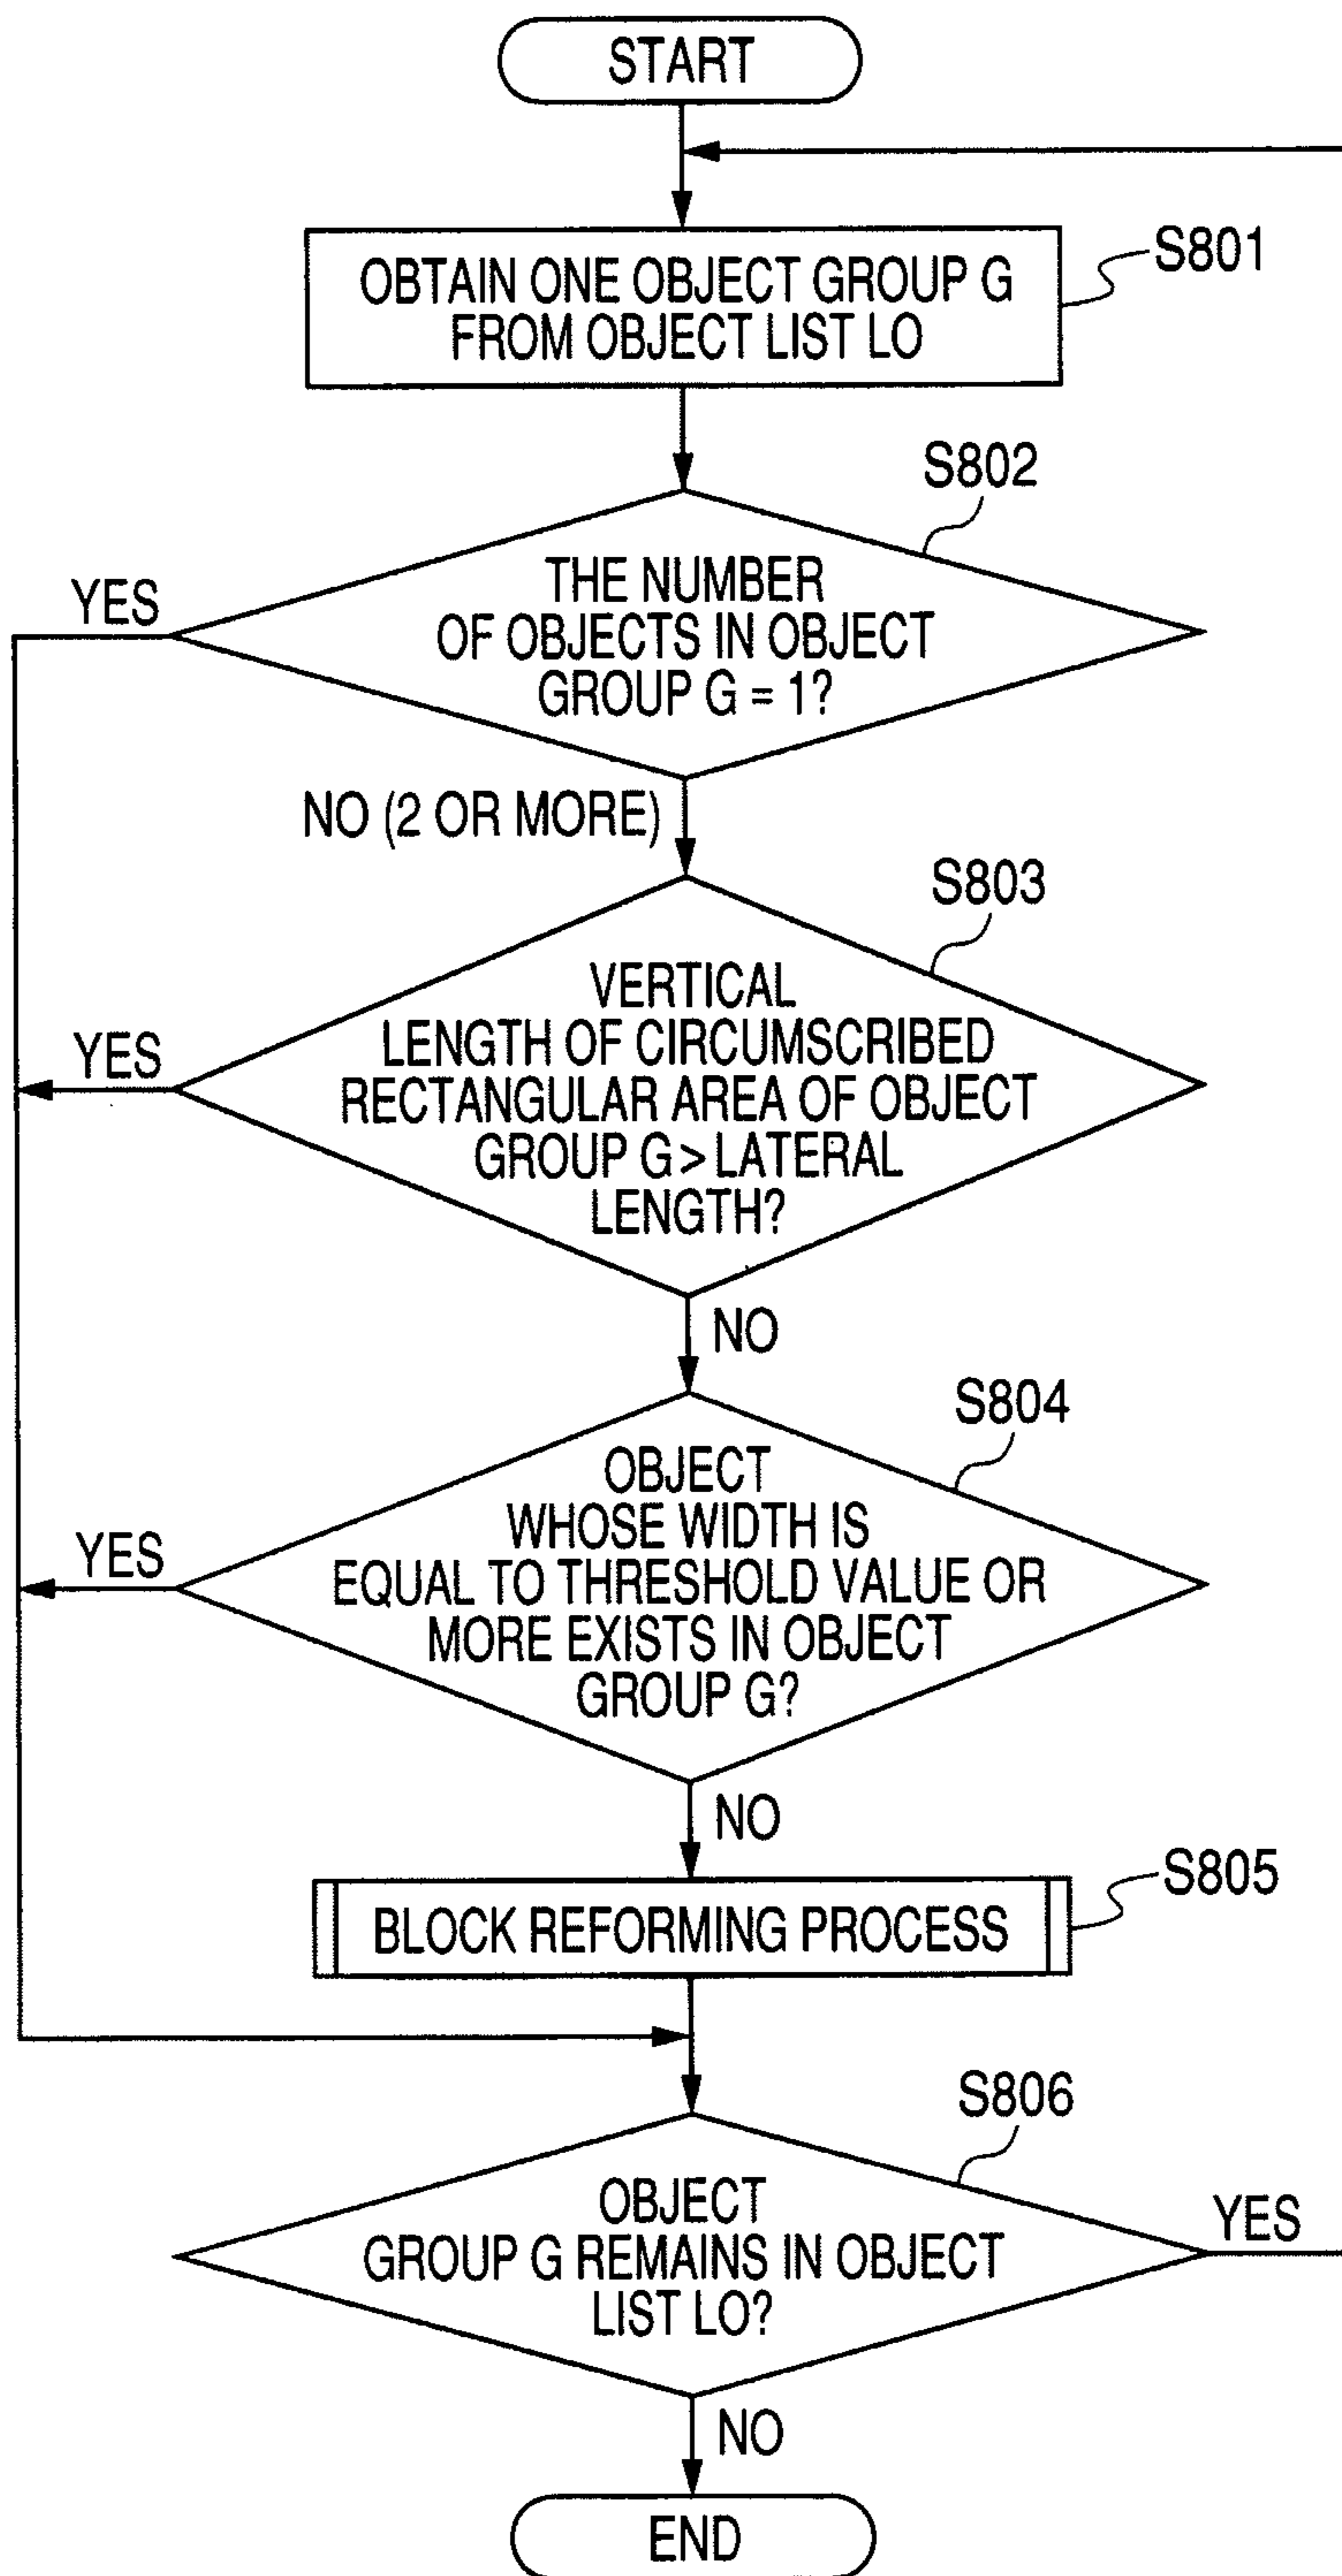 START
OBTAIN ONE OBJECT GROUP G
FROM OBJECT LIST LO
S801
S802
THE NUMBER
OF OBJECTS IN OBJECT
GROUP G = 1?
YES
NO (2 OR MORE)
S803
VERTICAL
LENGTH OF CIRCUMSCRIBED
RECTANGULAR AREA OF OBJECT
GROUP G > LATERAL
LENGTH?
YES
NO
S804
OBJECT
WHOSE WIDTH IS
EQUAL TO THRESHOLD VALUE OR
MORE EXISTS IN OBJECT
GROUP G?
YES
NO
S805
BLOCK REFORMING PROCESS
S806
OBJECT
GROUP G REMAINS IN OBJECT
LIST LO?
YES
NO
END